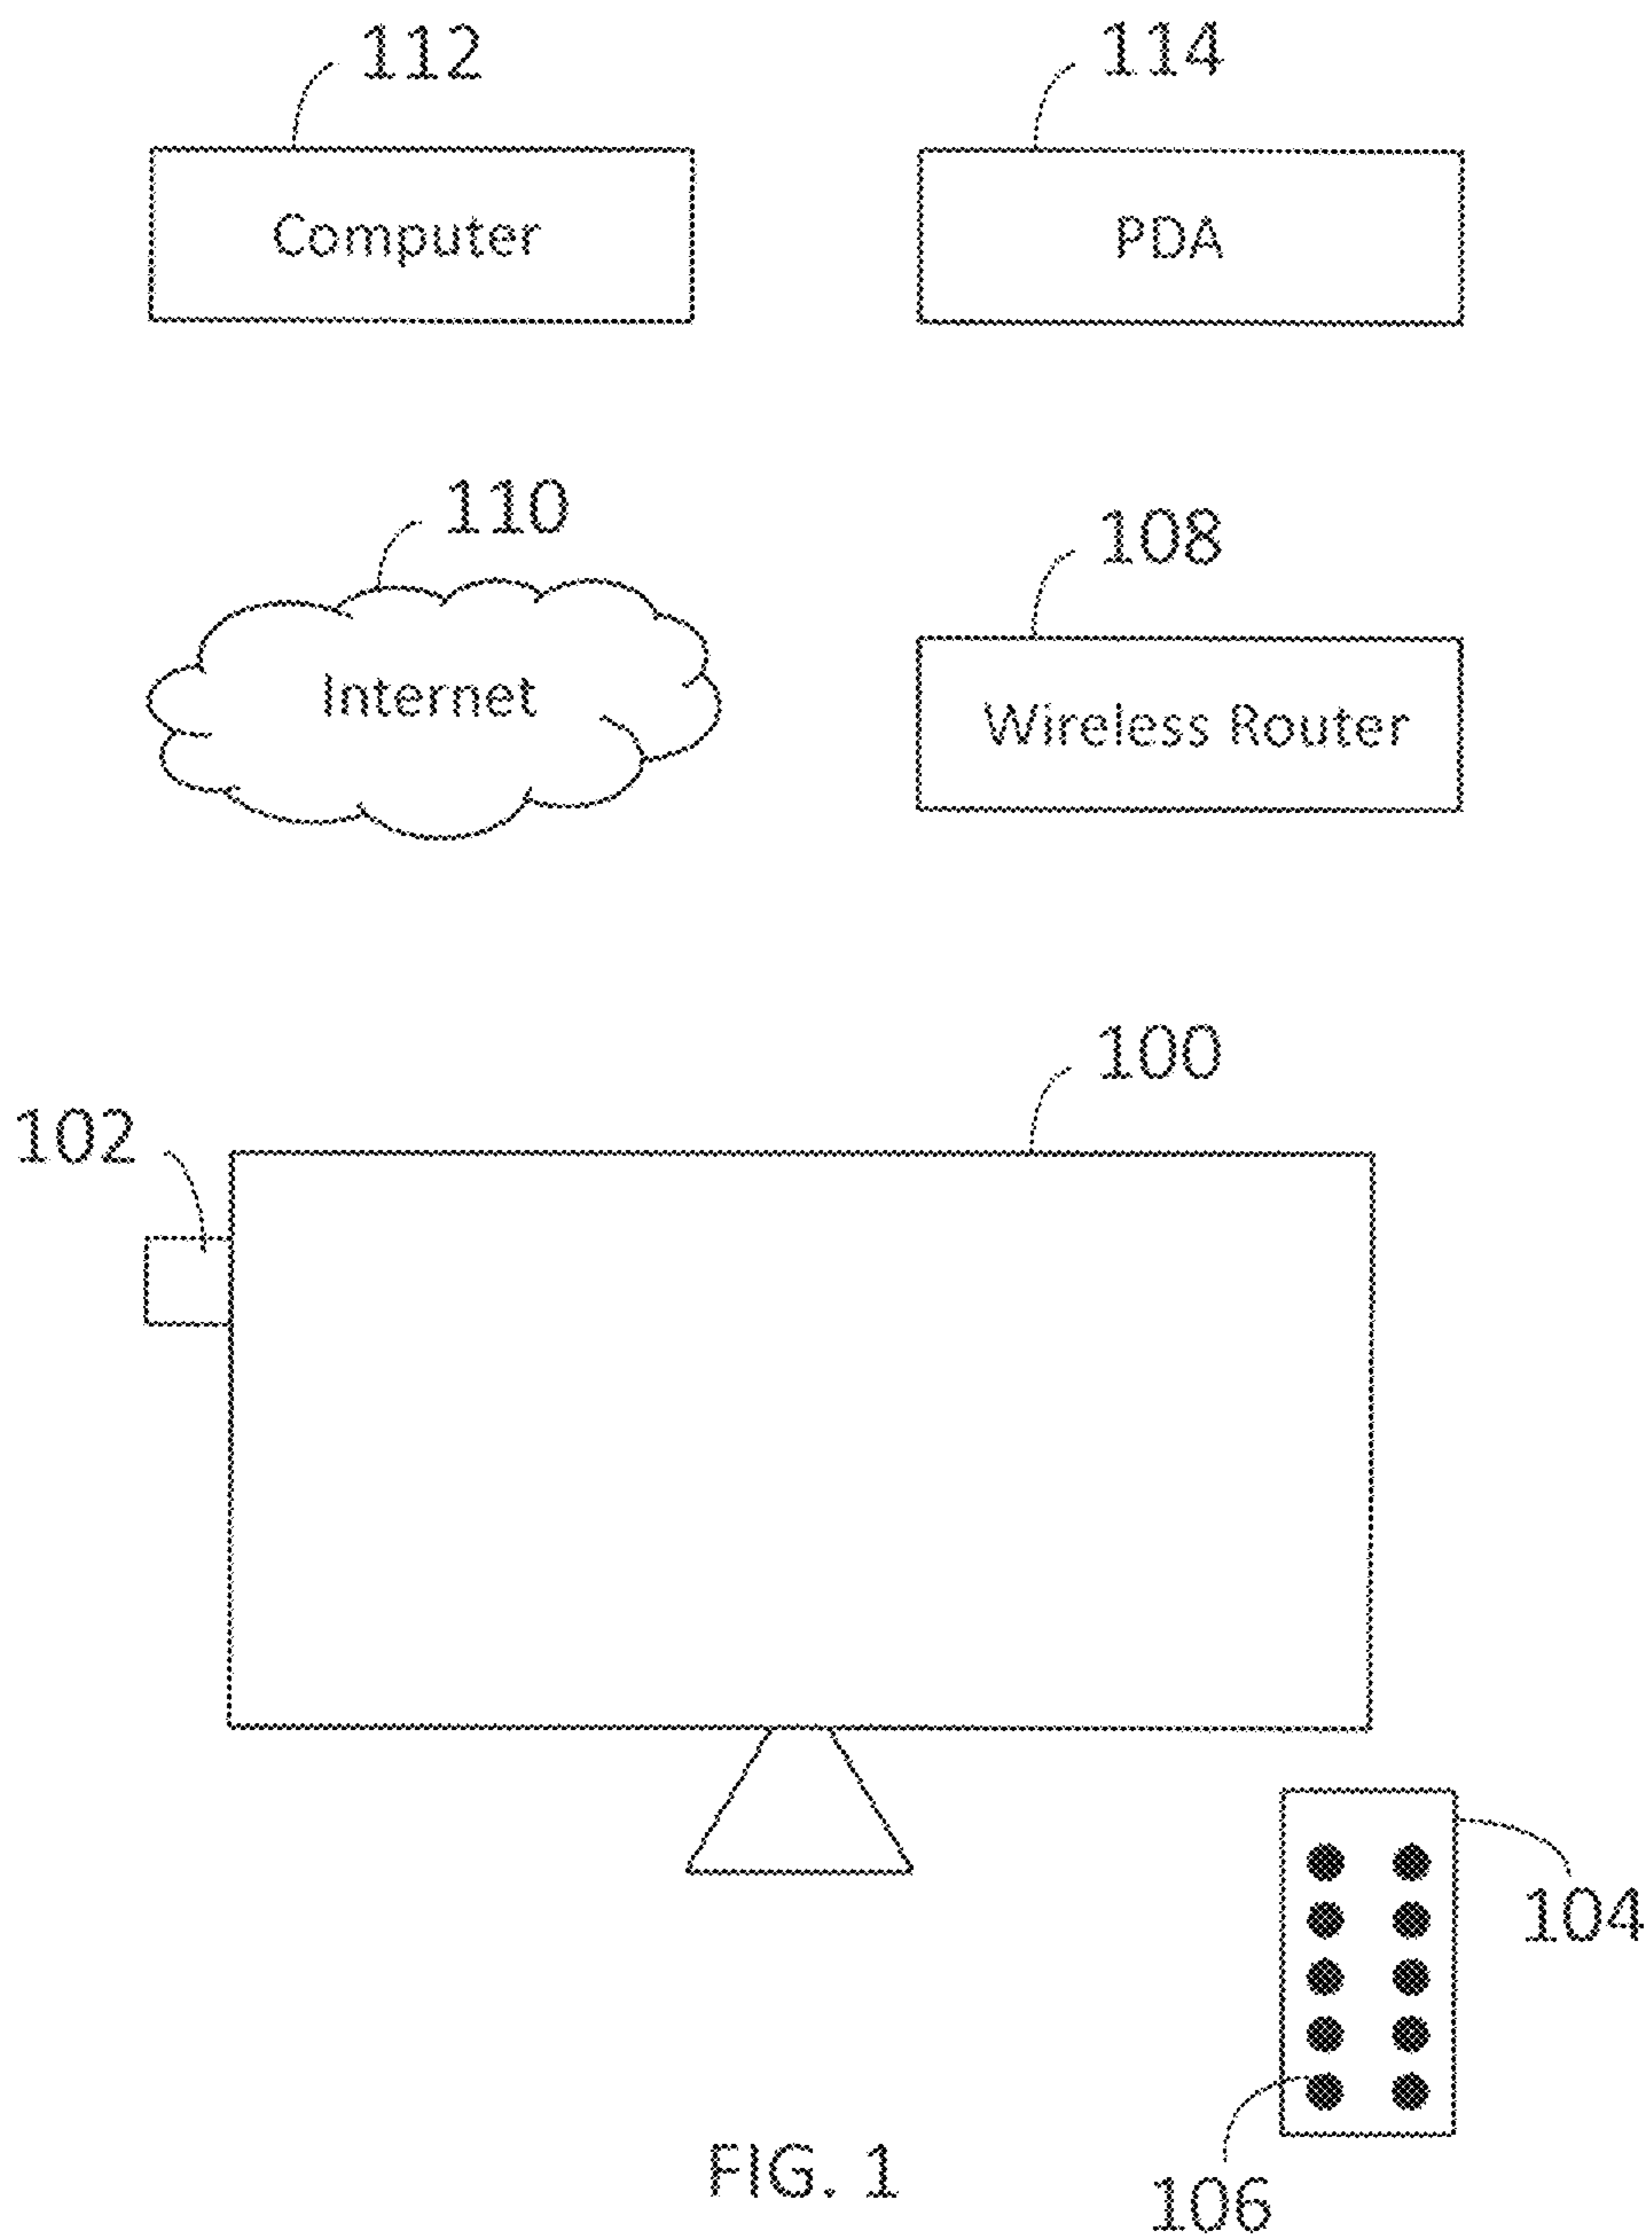 112
114
Computer
PDA
110
108
Internet
Wireless Router
100
102
104
106
FIG. 1